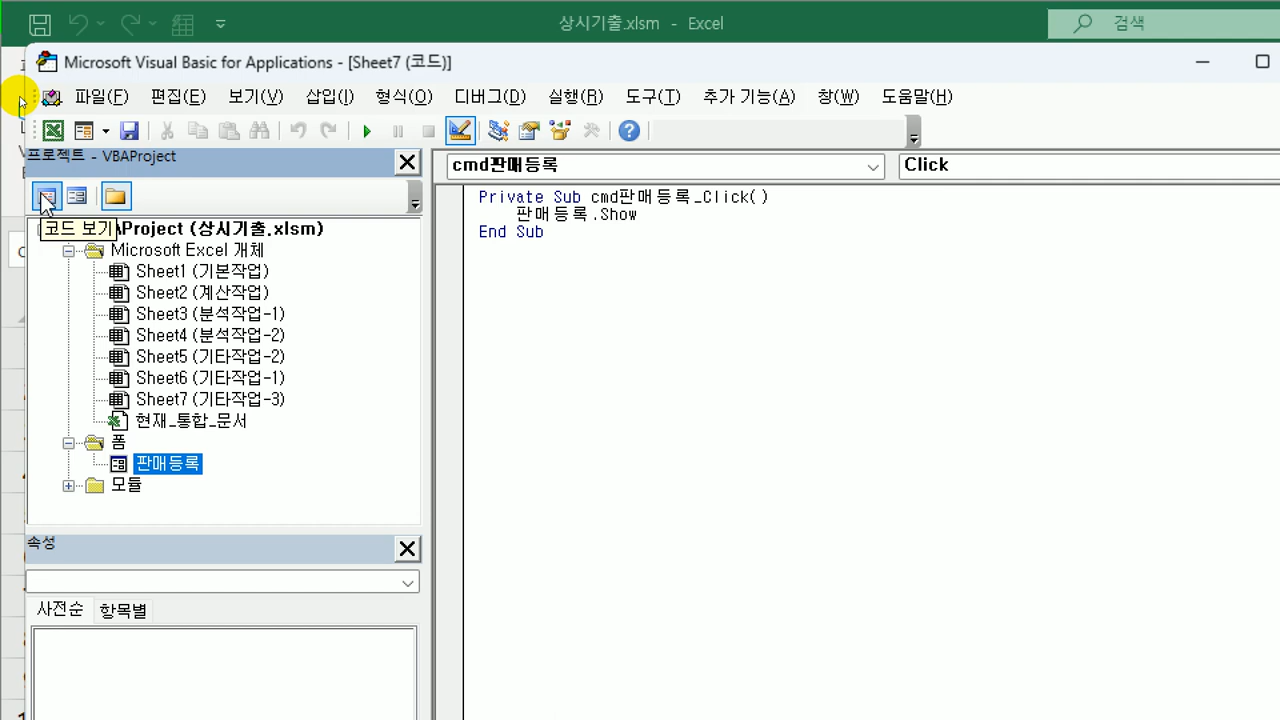 상시기출.xlsm - Excel
검색
Microsoft Visual Basic for Applications - [Sheet7 (코드)]
파일(F) 편집(E) 보기(V) 삽입(I) 형식(O) 디버그(D) 실행(R) 도구(T) 추가 기능(A) 창(W) 도움말(H)
프로젝트 - VBAProject
cmd판매등록
Click
코드 보기
AProject (상시기출.xlsm)
Microsoft Excel 개체
Sheet1 (기본작업)
Sheet2 (계산작업)
Sheet3 (분석작업-1)
Sheet4 (분석작업-2)
Sheet5 (기타작업-2)
Sheet6 (기타작업-1)
Sheet7 (기타작업-3)
현재_통합_문서
폼
판매등록
모듈
Private Sub cmd판매등록_Click()
판매등록.Show
End Sub
속성
사전순 항목별